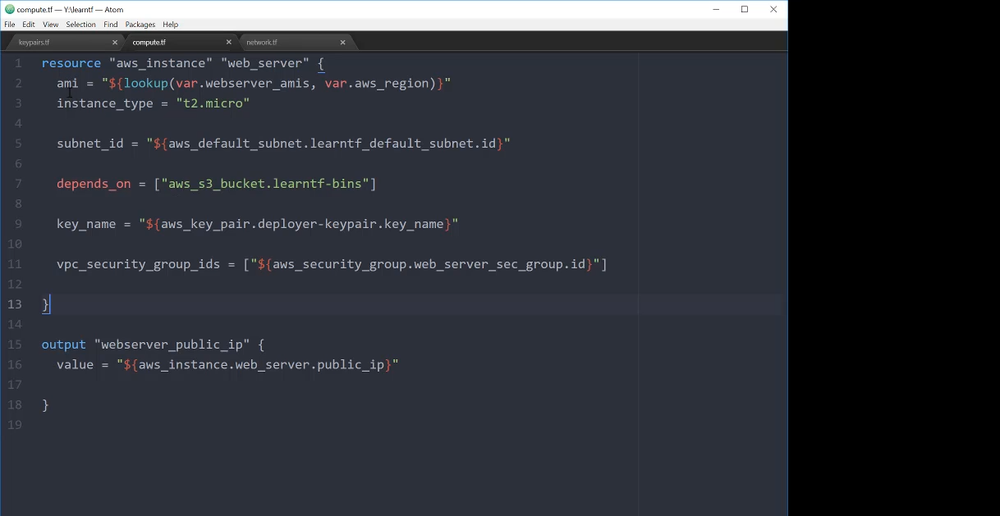 compute.tf — Y:\learntf — Atom
File Edit View Selection Find Packages Help
keypairs.tf compute.tf network.tf
1 resource "aws_instance" "web_server" {
2 ami = "${lookup(var.webserver_amis, var.aws_region)}"
3 instance_type = "t2.micro"
4
5 subnet_id = "${aws_default_subnet.learntf_default_subnet.id}"
6
7 depends_on = ["aws_s3_bucket.learntf-bins"]
8
9 key_name = "${aws_key_pair.deployer-keypair.key_name}"
10
11 vpc_security_group_ids = ["${aws_security_group.web_server_sec_group.id}"]
12
13 }
14
15 output "webserver_public_ip" {
16 value = "${aws_instance.web_server.public_ip}"
17
18 }
19